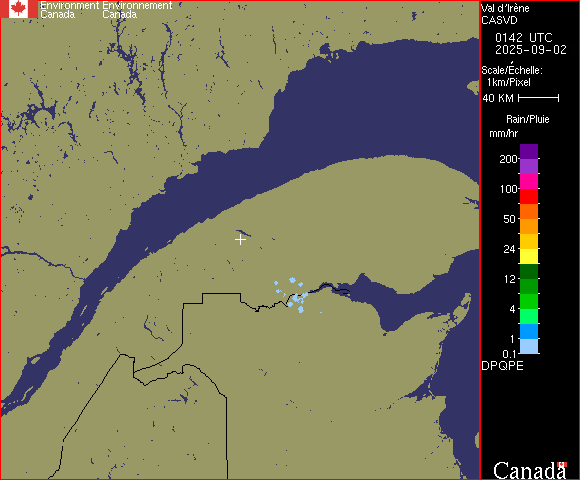 Environment Environnement
Canada Canada
Val d'Irène
CASVD
0142 UTC
2025-09-02
Scale/Échelle:
1km/Pixel
40 KM
Rain/Pluie
mm/hr
200
100
50
24
12
4
1
0.1
DPQPE
Canada